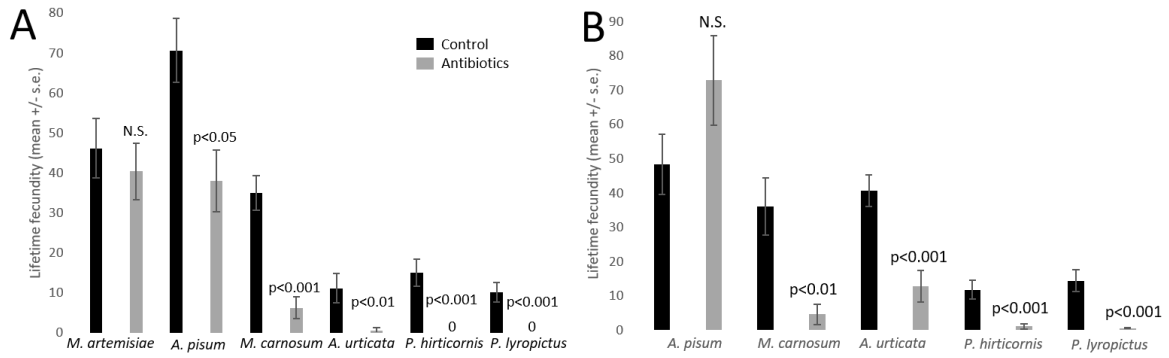 A
Lifetime fecundity (mean +/- s.e.)
80
70
60
50
40
30
20
10
0
Control
Antibiotics
N.S.
p<0.05
p<0.001
p<0.01
p<0.001
p<0.001
0
0
M. artemisiae
A. pisum
M. carnosum
A. urticata
P. hirticornis
P. lyropictus
B
Lifetime fecundity (mean +/- s.e.)
90
80
70
60
50
40
30
20
10
0
N.S.
p<0.01
p<0.001
p<0.001
p<0.001
A. pisum
M. carnosum
A. urticata
P. hirticornis
P. lyropictus